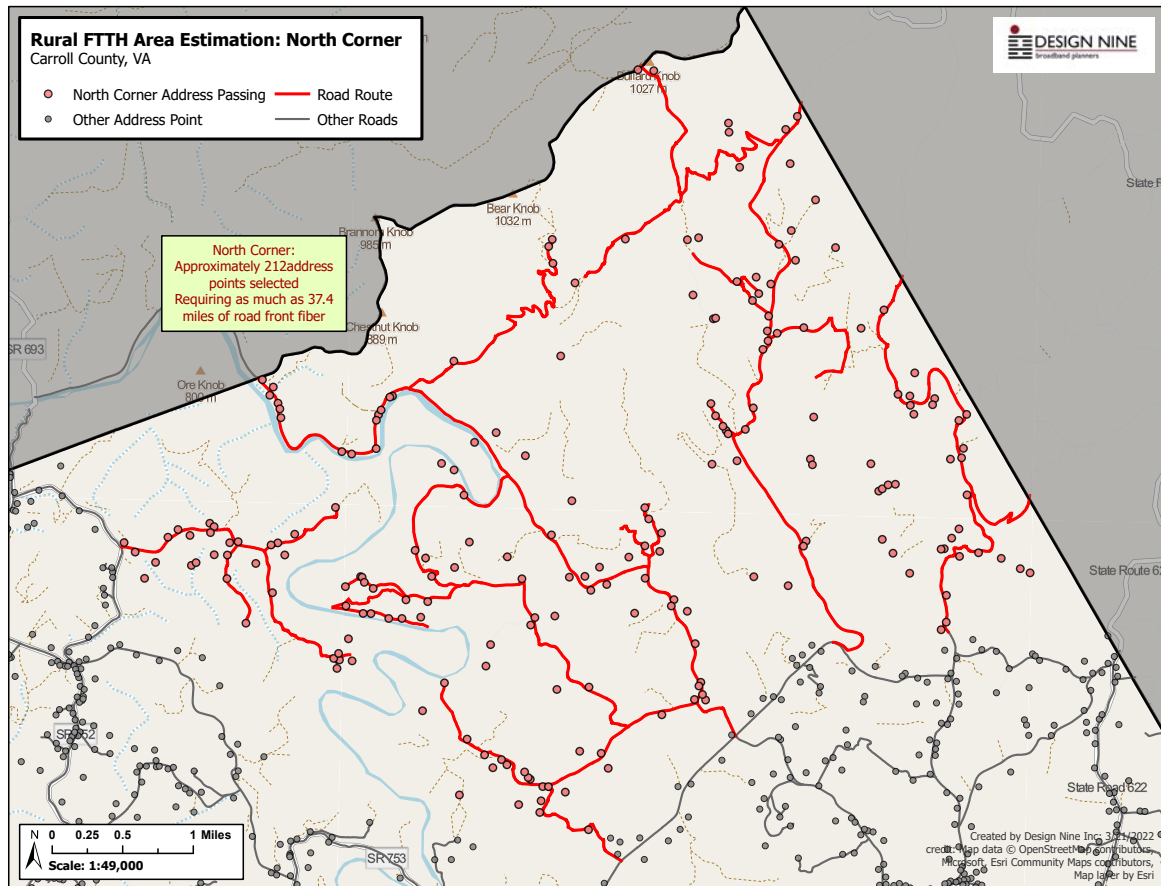 Rural FTTH Area Estimation: North Corner
Carroll County, VA
North Corner Address Passing
Road Route
Other Address Point
Other Roads
DESIGN NINE
broadband planners
Bullard Knob
1027 m
State R
Bear Knob
1032 m
Brannom Knob
985 m
North Corner:
Approximately 212address
points selected
Requiring as much as 37.4
miles of road front fiber
Chestnut Knob
889 m
SR 693
Ore Knob
800 m
State Route 62
SR 752
State Road 622
N 0 0.25 0.5 1 Miles
Scale: 1:49,000
SR 753
Created by Design Nine Inc: 3/21/2022
credit: Map data © OpenStreetMap contributors,
Microsoft, Esri Community Maps contributors,
Map layer by Esri